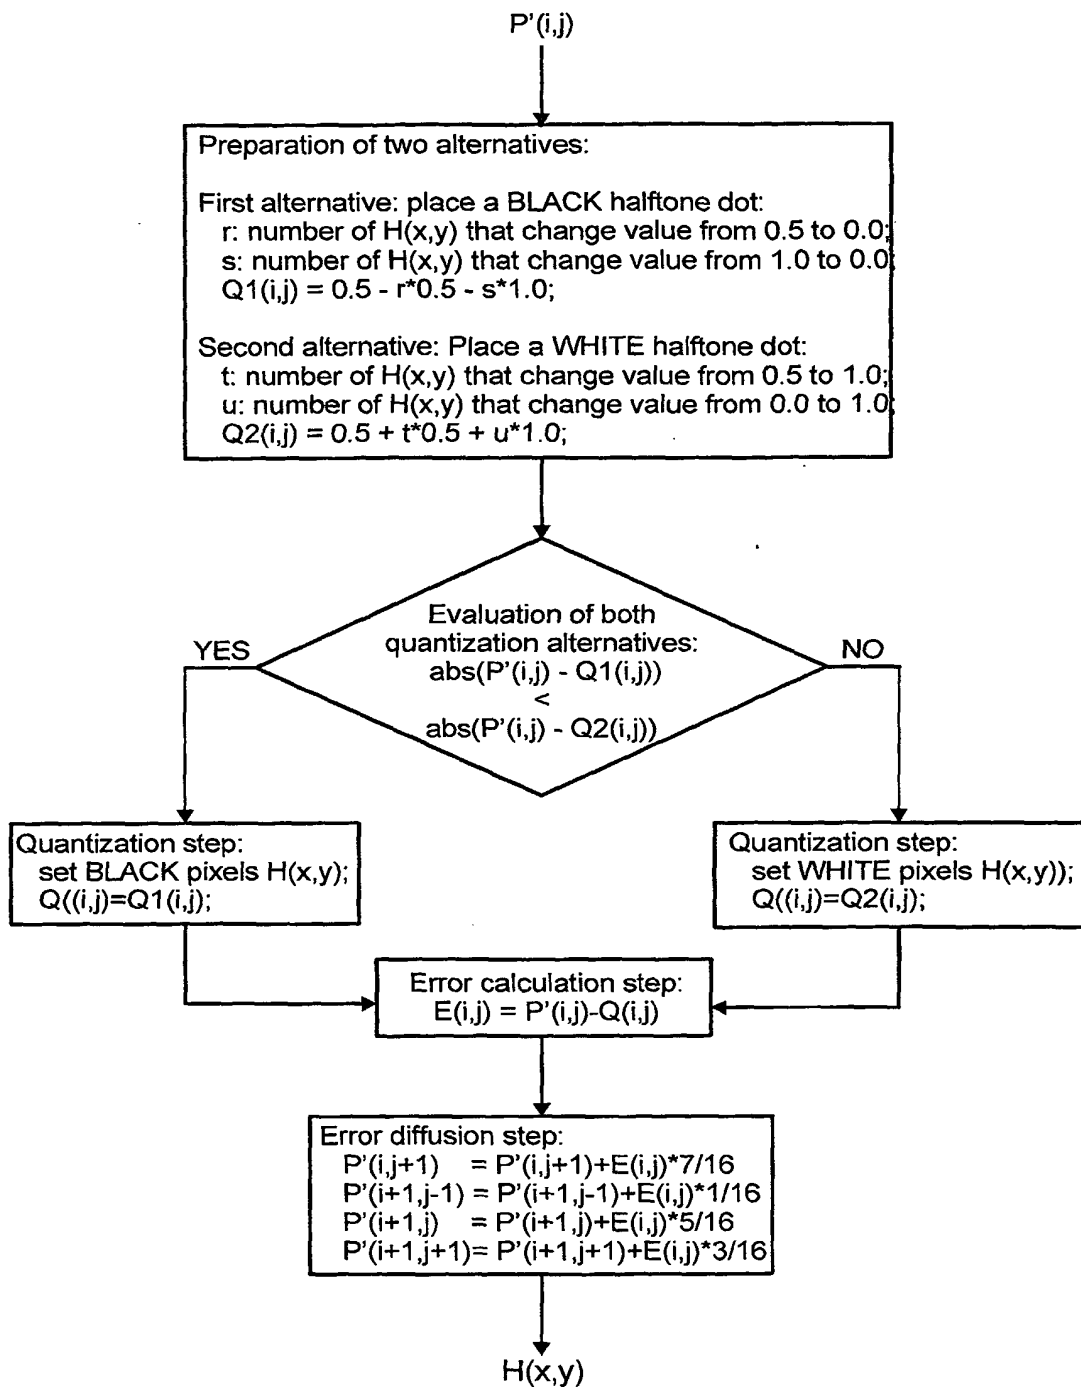 P'(i,j)
Preparation of two alternatives:
First alternative: place a BLACK halftone dot:
r: number of H(x,y) that change value from 0.5 to 0.0;
s: number of H(x,y) that change value from 1.0 to 0.0;
Q1(i,j) = 0.5 - r*0.5 - s*1.0;
Second alternative: Place a WHITE halftone dot:
t: number of H(x,y) that change value from 0.5 to 1.0;
u: number of H(x,y) that change value from 0.0 to 1.0;
Q2(i,j) = 0.5 + t*0.5 + u*1.0;
Evaluation of both
quantization alternatives:
abs(P'(i,j) - Q1(i,j))
<
abs(P'(i,j) - Q2(i,j))
YES
NO
Quantization step:
set BLACK pixels H(x,y);
Q((i,j)=Q1(i,j);
Quantization step:
set WHITE pixels H(x,y));
Q((i,j)=Q2(i,j);
Error calculation step:
E(i,j) = P'(i,j)-Q(i,j)
Error diffusion step:
P'(i,j+1) = P'(i,j+1)+E(i,j)*7/16
P'(i+1,j-1) = P'(i+1,j-1)+E(i,j)*1/16
P'(i+1,j) = P'(i+1,j)+E(i,j)*5/16
P'(i+1,j+1)= P'(i+1,j+1)+E(i,j)*3/16
H(x,y)